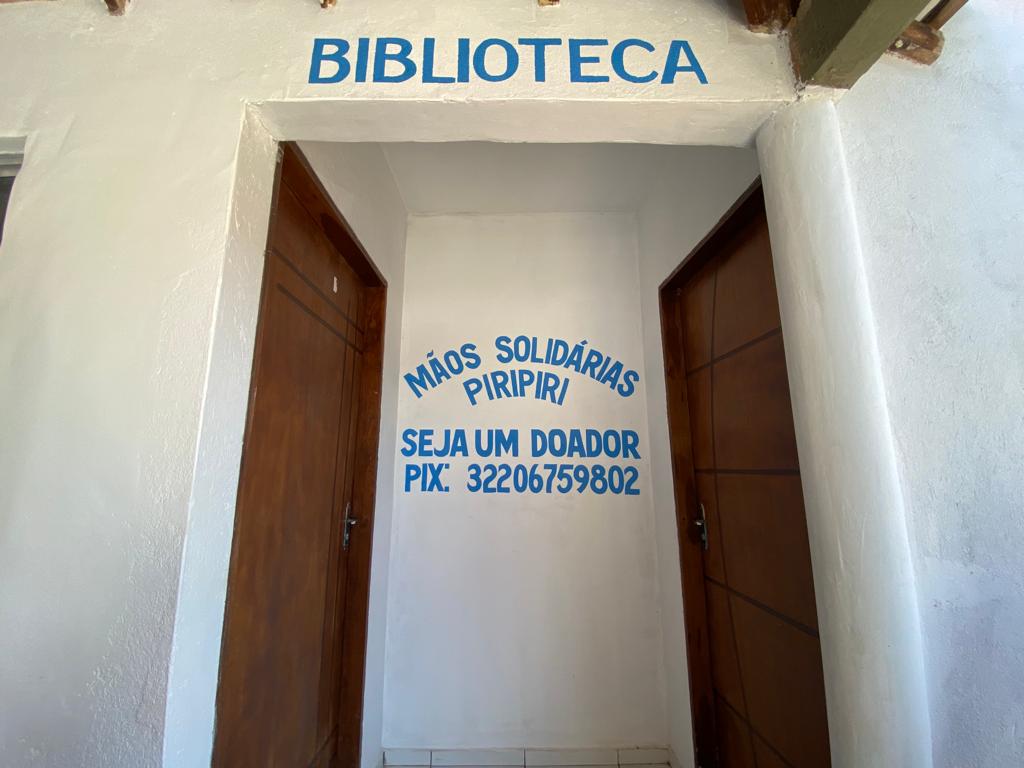 BIBLIOTECA
MÃOS SOLIDÁRIAS
PIRIPIRI
SEJA UM DOADOR
PIX: 32206759802